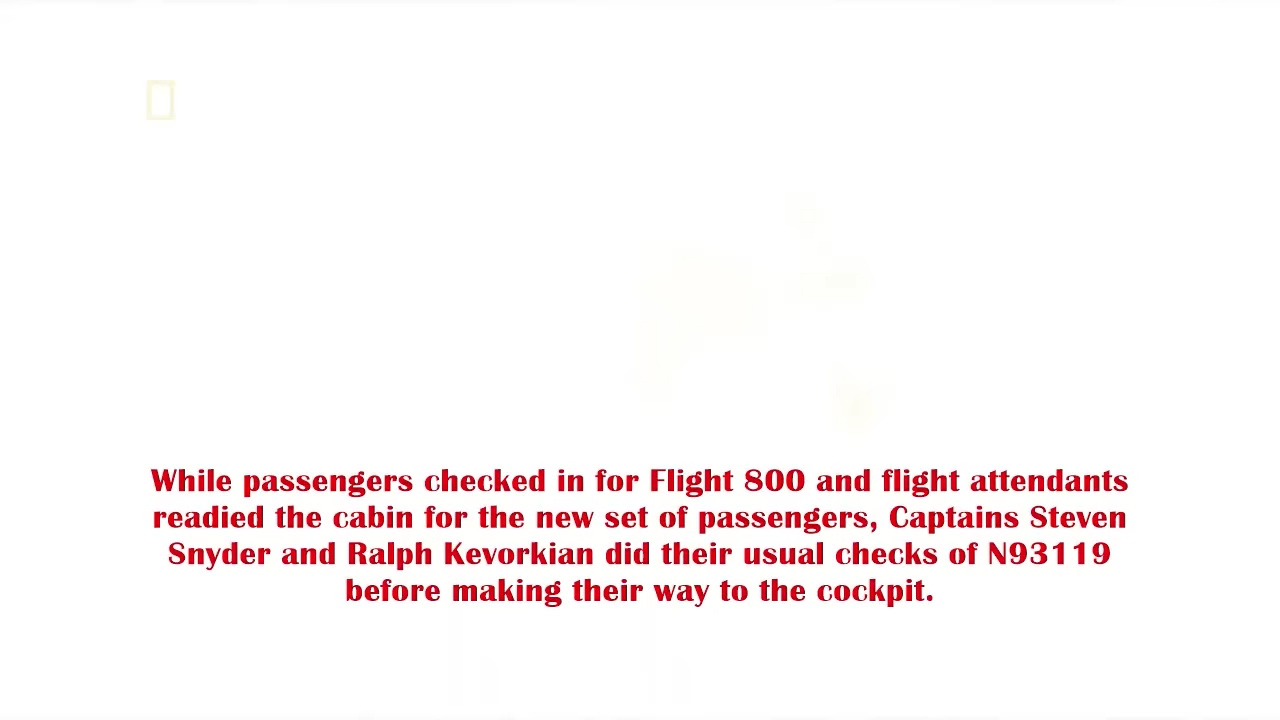 While passengers checked in for Flight 800 and flight attendants
readied the cabin for the new set of passengers, Captains Steven
Snyder and Ralph Kevorkian did their usual checks of N93119
before making their way to the cockpit.